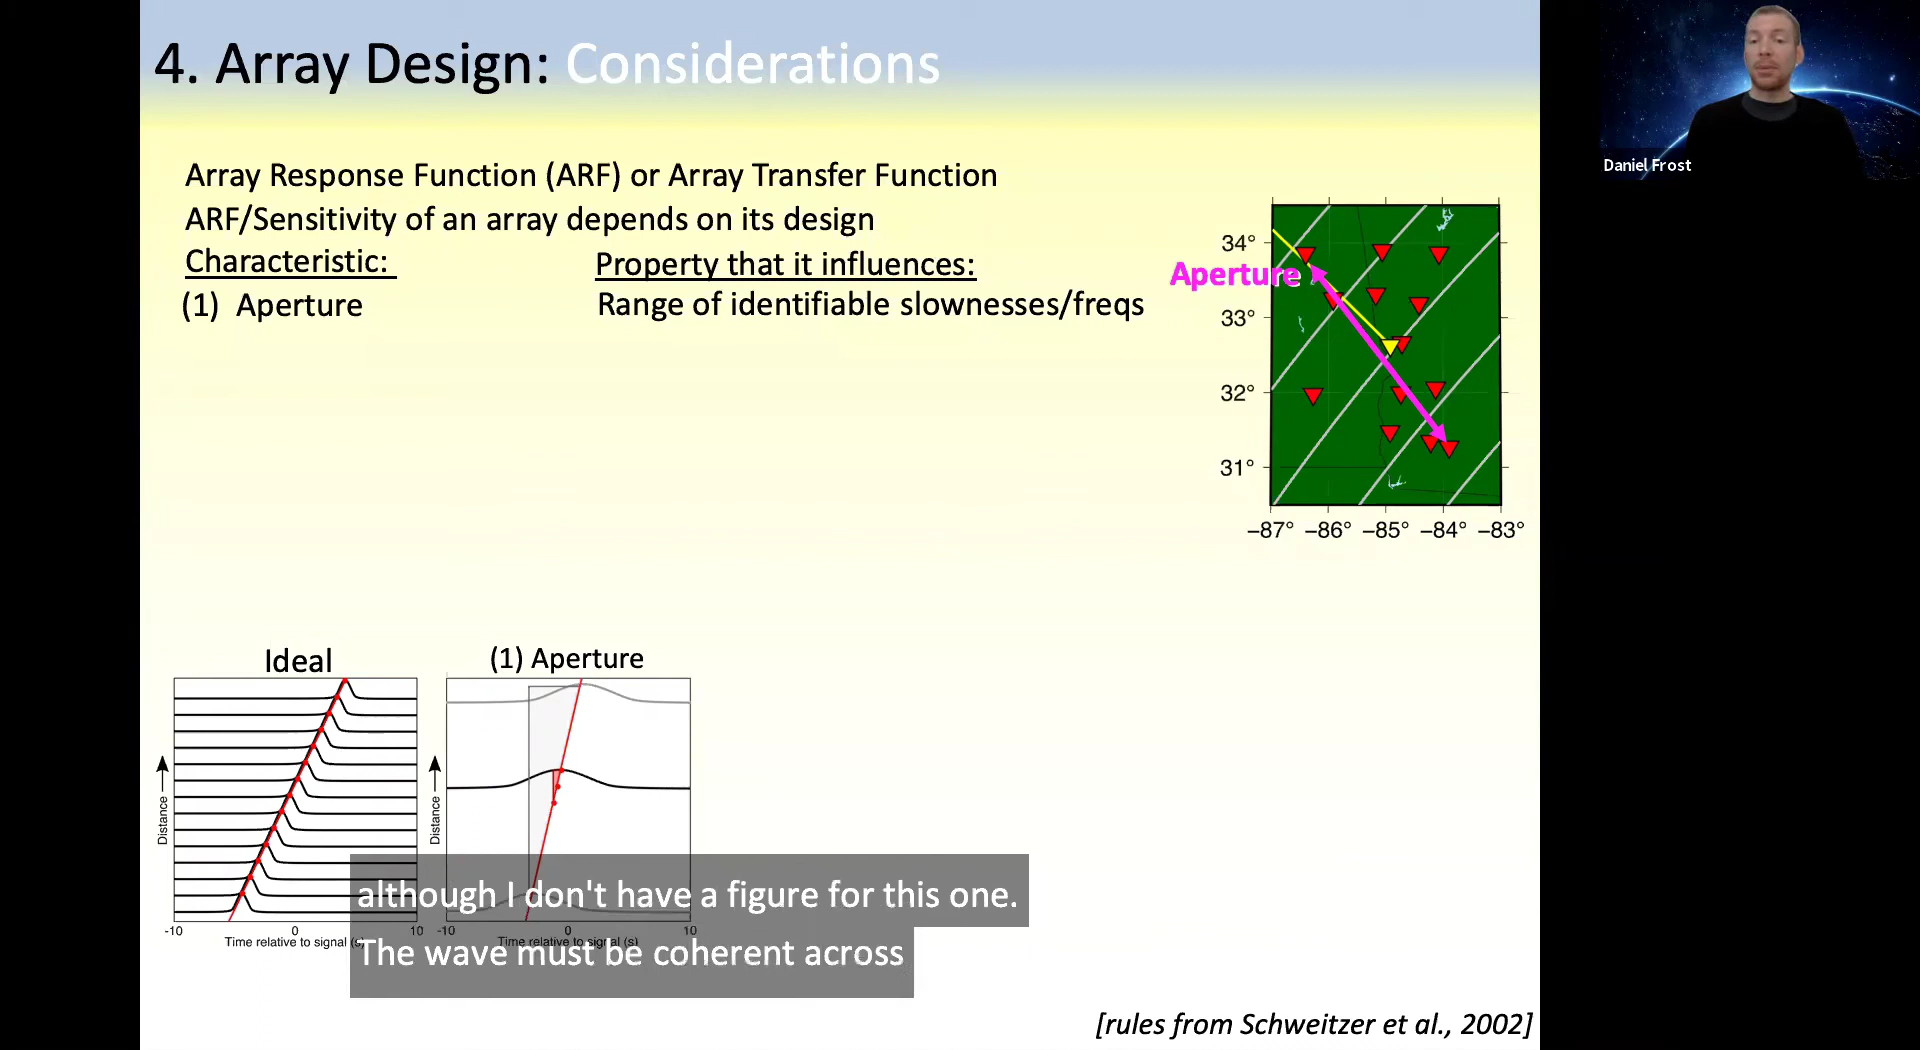 4. Array Design: Considerations
Daniel Frost
Array Response Function (ARF) or Array Transfer Function
ARF/Sensitivity of an array depends on its design
Characteristic:
Property that it influences:
(1) Aperture
Range of identifiable slownesses/freqs
Aperture
34°
33°
32°
31°
−87° −86° −85° −84° −83°
Ideal
(1) Aperture
Distance
Distance
-10 0 10
Time relative to signal (s)
-10 0 10
Time relative to signal (s)
although I don't have a figure for this one.
The wave must be coherent across
[rules from Schweitzer et al., 2002]